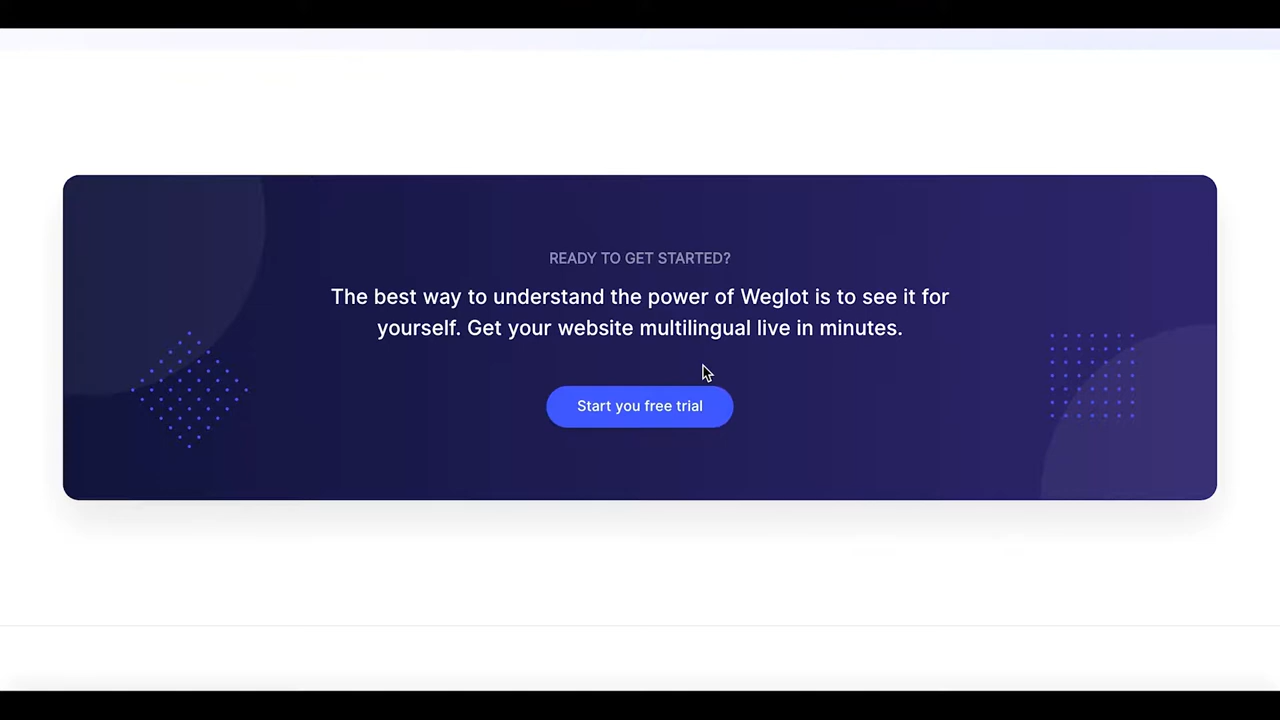 READY TO GET STARTED?
The best way to understand the power of Weglot is to see it for
yourself. Get your website multilingual live in minutes.
Start you free trial